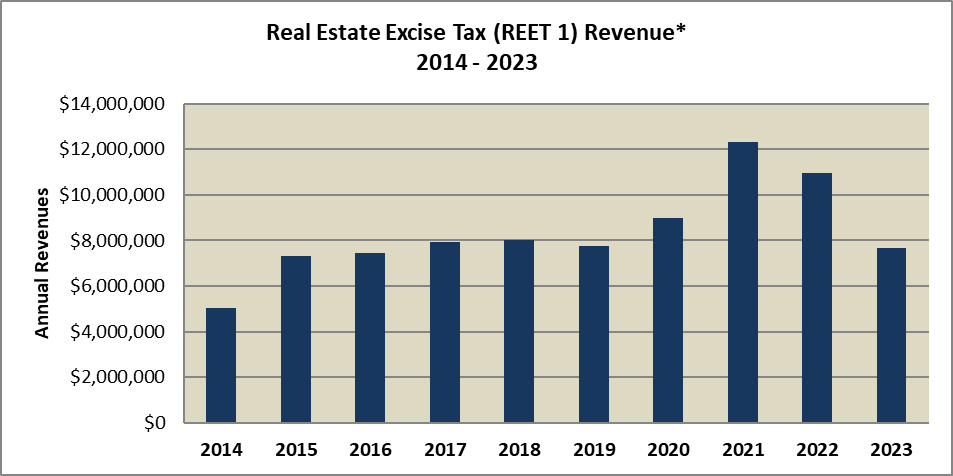 Real Estate Excise Tax (REET 1) Revenue*
2014 - 2023
Annual Revenues
$14,000,000
$12,000,000
$10,000,000
$8,000,000
$6,000,000
$4,000,000
$2,000,000
$0
2014 2015 2016 2017 2018 2019 2020 2021 2022 2023